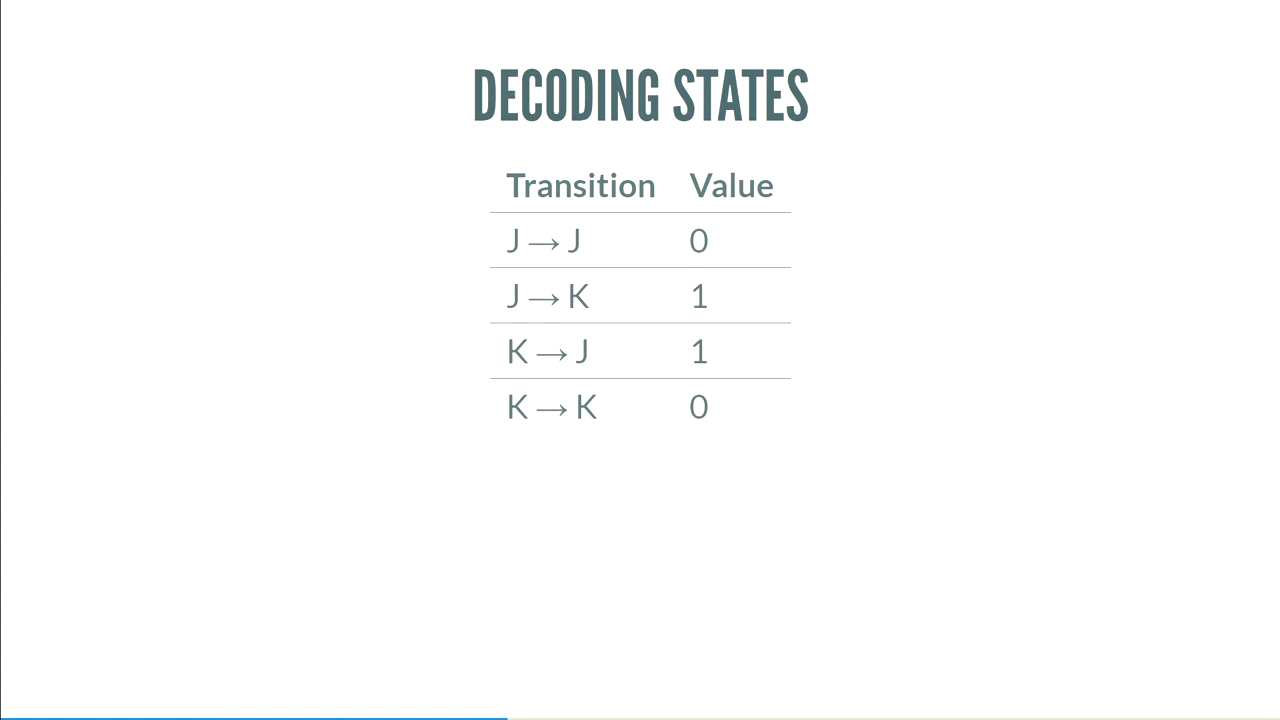 DECODING STATES
Transition Value
J → J 0
J → K 1
K → J 1
K → K 0